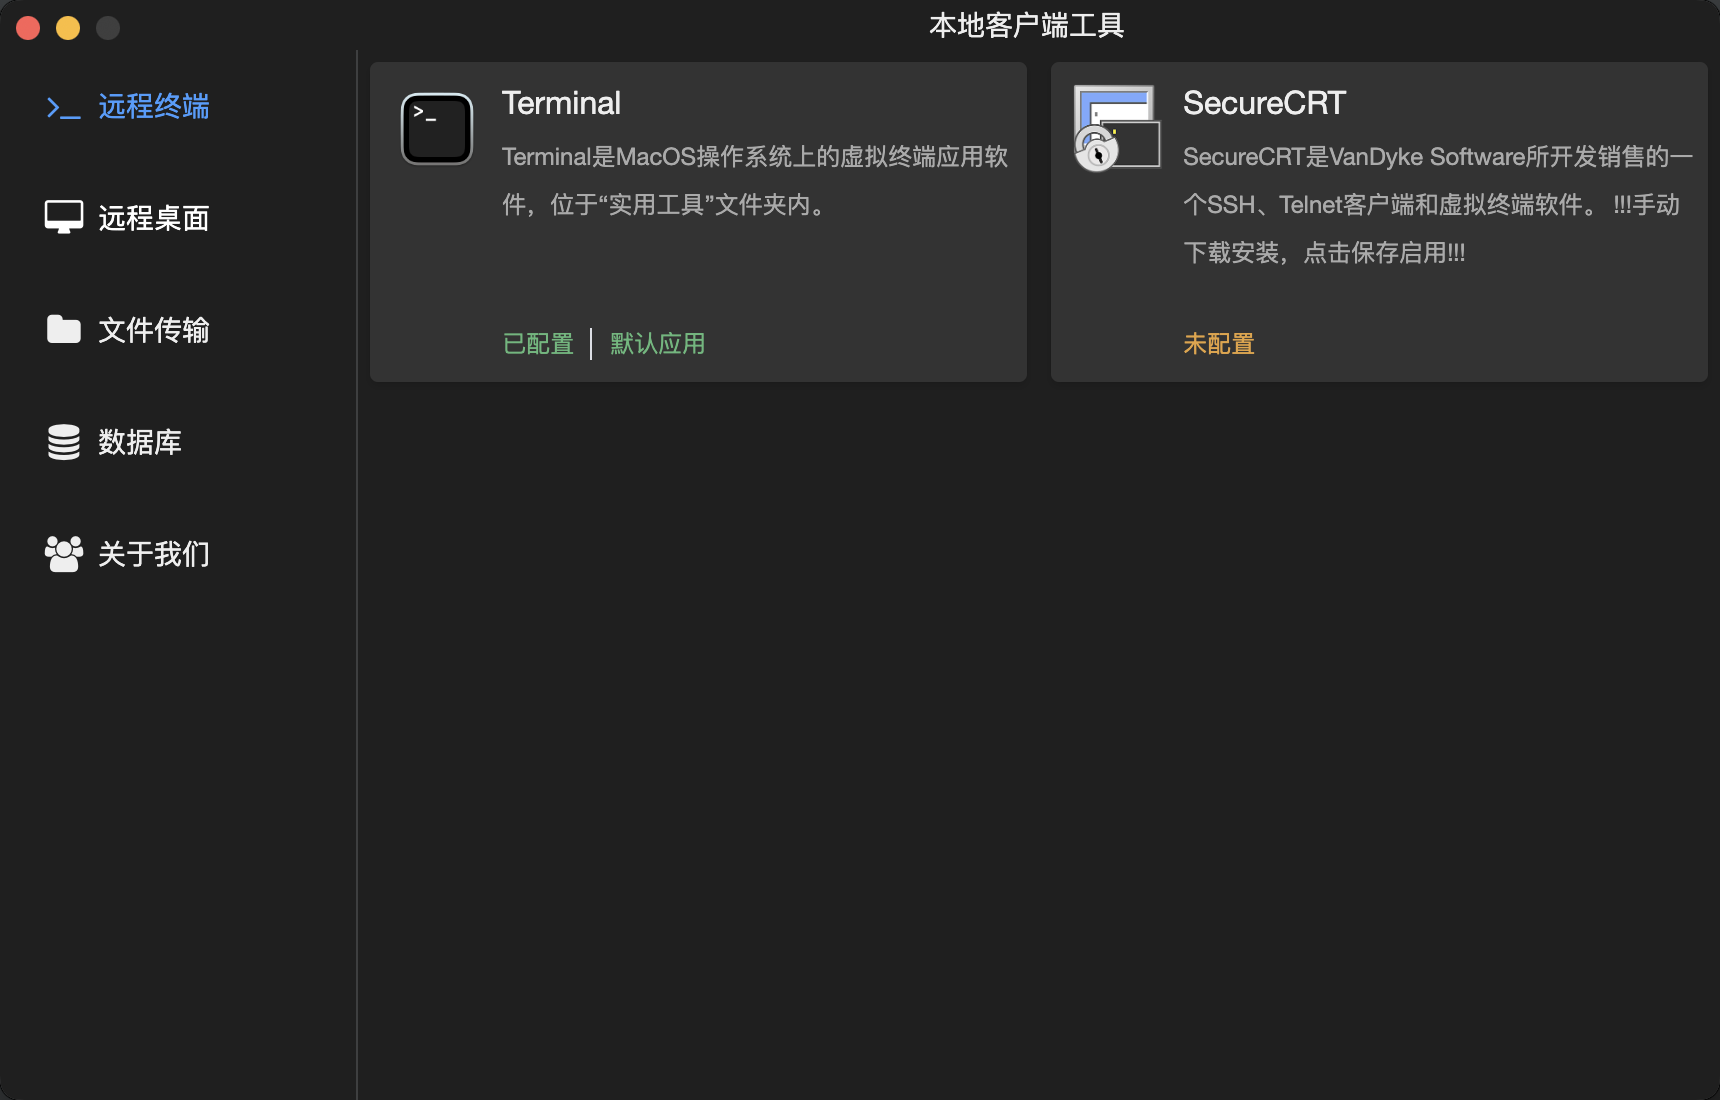 本地客户端工具
远程终端
远程桌面
文件传输
数据库
关于我们
>_
Terminal
Terminal是MacOS操作系统上的虚拟终端应用软
件，位于“实用工具”文件夹内。
已配置
默认应用
SecureCRT
SecureCRT是VanDyke Software所开发销售的一
个SSH、Telnet客户端和虚拟终端软件。 !!!手动
下载安装，点击保存启用!!!
未配置